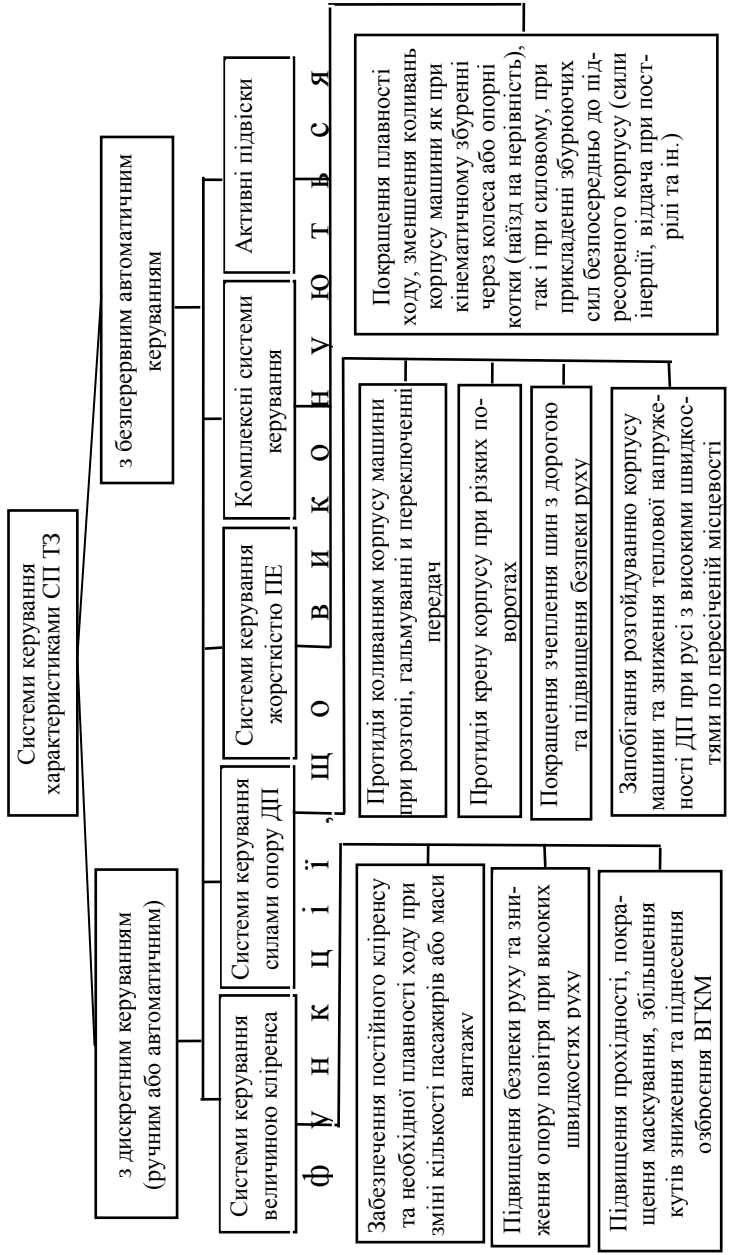 Системи керування
характеристиками СП ТЗ
з дискретним керуванням
(ручним або автоматичним)
з безперервним автоматичним
керуванням
Системи керування
величиною кліренса
Системи керування
силами опору ДП
Системи керування
жорсткістю ПЕ
Комплексні системи
керування
Активні підвіски
ф у н к ц і ї , щ о в и к о н у ю т ь с я
Забезпечення постійного кліренсу
та необхідної плавності ходу при
зміні кількості пасажирів або маси
вантажу
Підвищення безпеки руху та зни-
ження опору повітря при високих
швидкостях руху
Підвищення прохідності, покра-
щення маскування, збільшення
кутів зниження та піднесення
озброєння ВГКМ
Протидія коливанням корпусу машини
при розгоні, гальмуванні и переключенні
передач
Протидія крену корпусу при різких по-
воротах
Покращення зчеплення шин з дорогою
та підвищення безпеки руху
Запобігання розгойдуванню корпусу
машини та зниження теплової напруже-
ності ДП при русі з високими швидкос-
тями по пересіченій місцевості
Покращення плавності
ходу, зменшення коливань
корпусу машини як при
кінематичному збуренні
через колеса або опорні
котки (наїзд на нерівність),
так і при силовому, при
прикладенні збурюючих
сил безпосередньо до під-
ресореного корпусу (сили
інерції, віддача при пост-
рілі та ін.)